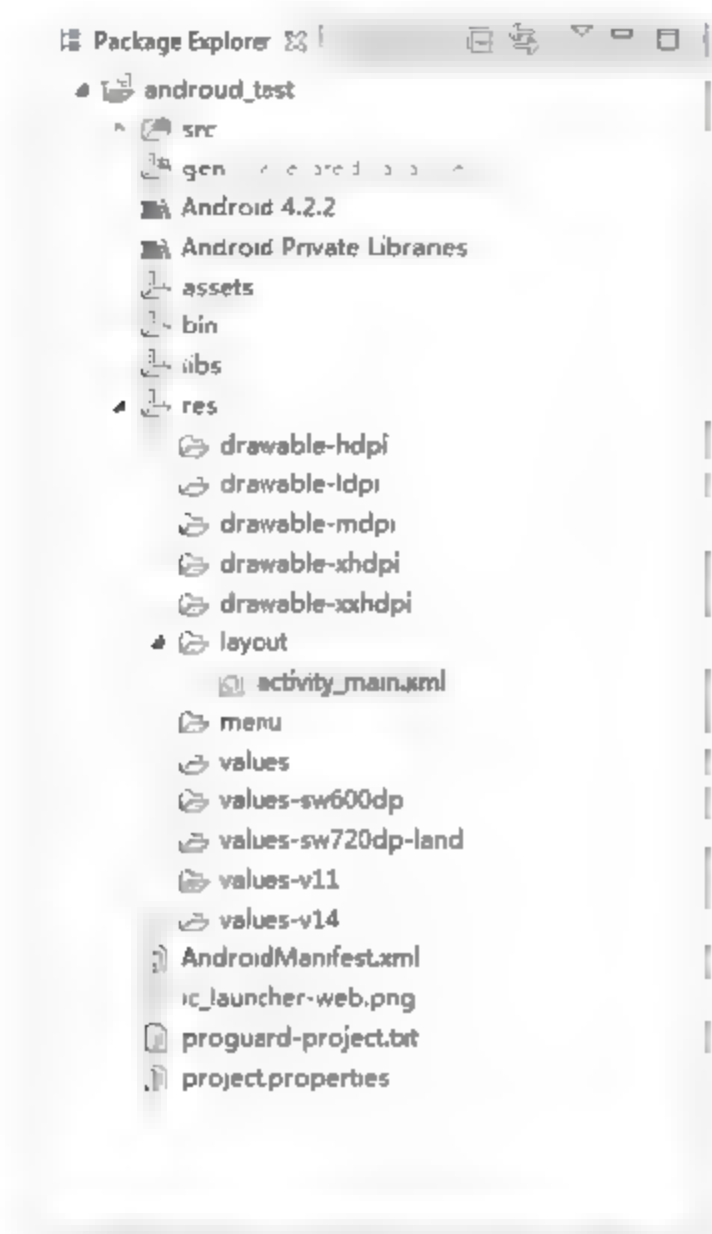 Package Explorer
androud_test
src
gen
Android 4.2.2
Android Private Libraries
assets
bin
libs
res
drawable-hdpi
drawable-ldpi
drawable-mdpi
drawable-xhdpi
drawable-xxhdpi
layout
activity_main.xml
menu
values
values-sw600dp
values-sw720dp-land
values-v11
values-v14
AndroidManifest.xml
ic_launcher-web.png
proguard-project.txt
project.properties